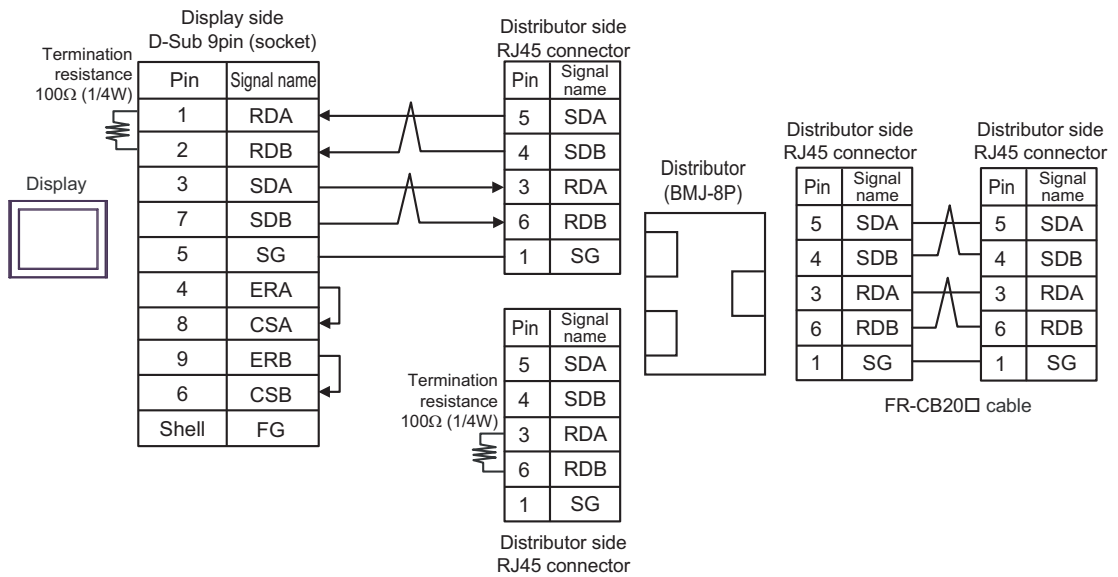 Display side
D-Sub 9pin (socket)
Termination
resistance
100Ω (1/4W)
Pin Signal name
1 RDA
2 RDB
3 SDA
7 SDB
5 SG
4 ERA
8 CSA
9 ERB
6 CSB
Shell FG
Display
Distributor side
RJ45 connector
Pin Signal
name
5 SDA
4 SDB
3 RDA
6 RDB
1 SG
Termination
resistance
100Ω (1/4W)
Pin Signal
name
5 SDA
4 SDB
3 RDA
6 RDB
1 SG
Distributor side
RJ45 connector
Distributor
(BMJ-8P)
Distributor side
RJ45 connector
Pin Signal
name
5 SDA
4 SDB
3 RDA
6 RDB
1 SG
Distributor side
RJ45 connector
Pin Signal
name
5 SDA
4 SDB
3 RDA
6 RDB
1 SG
FR-CB20□ cable